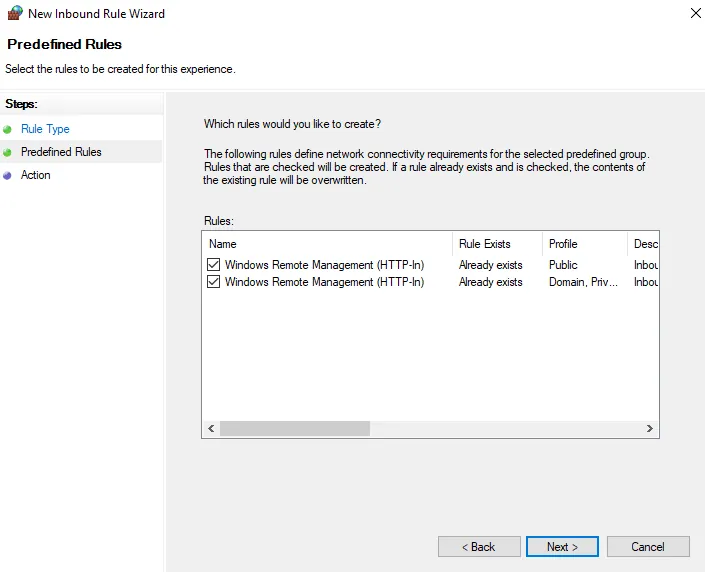 New Inbound Rule Wizard
Predefined Rules
Select the rules to be created for this experience.
Steps:
Rule Type
Predefined Rules
Action
Which rules would you like to create?
The following rules define network connectivity requirements for the selected predefined group.
Rules that are checked will be created. If a rule already exists and is checked, the contents of
the existing rule will be overwritten.
Rules:
Name Rule Exists Profile Desc
Windows Remote Management (HTTP-In) Already exists Public Inbou
Windows Remote Management (HTTP-In) Already exists Domain, Priv... Inbou
< Back Next > Cancel